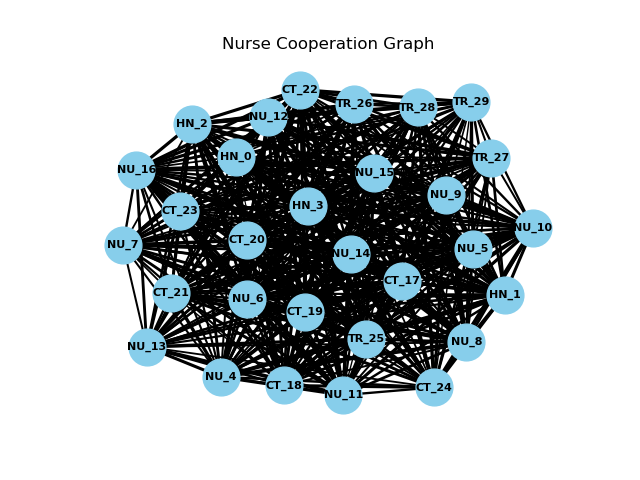 Nurse Cooperation Graph
CT_22
TR_26
TR_28
TR_29
NU_12
HN_2
HN_0
TR_27
NU_16
NU_15
NU_9
CT_23
HN_3
NU_10
NU_7
CT_20
NU_14
NU_5
CT_21
NU_6
CT_17
HN_1
CT_19
NU_13
TR_25
NU_8
NU_4
CT_18
NU_11
CT_24